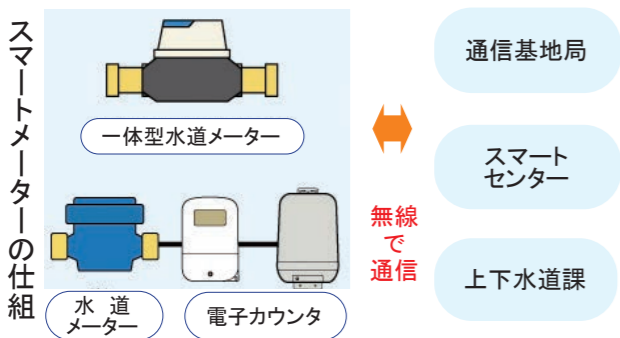 スマートメーターの仕組
一体型水道メーター
水道
メーター
電子カウンタ
無線
で
通信
通信基地局
スマート
センター
上下水道課